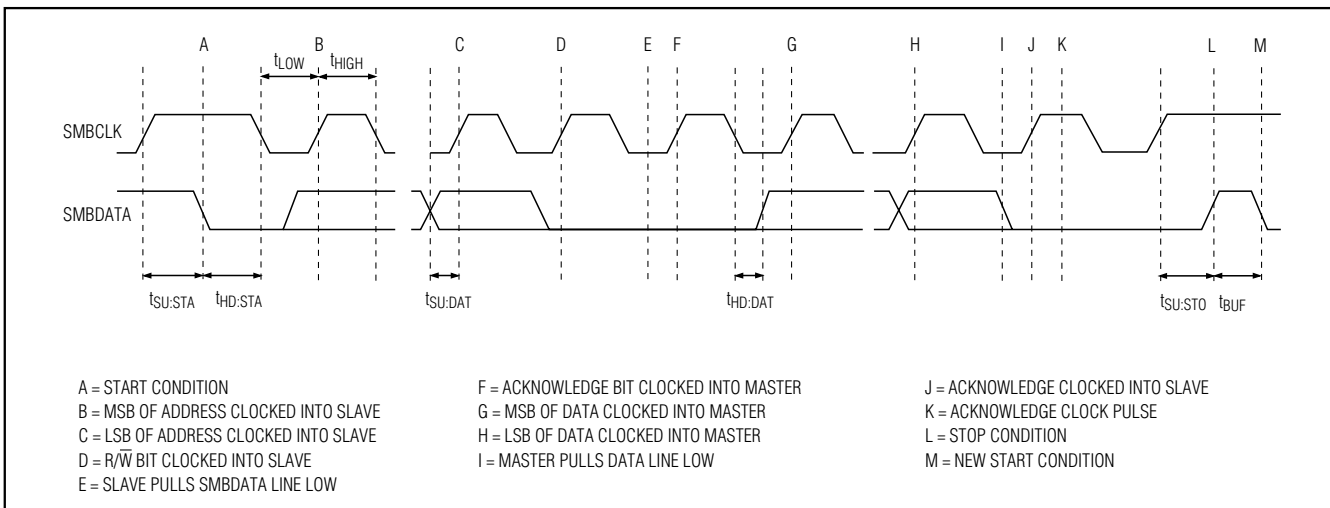 A B C D E F G H I J K L M
tLOW tHIGH
SMBCLK
SMBDATA
tSU:STA tHD:STA tSU:DAT tHD:DAT tSU:STO tBUF
A = START CONDITION
B = MSB OF ADDRESS CLOCKED INTO SLAVE
C = LSB OF ADDRESS CLOCKED INTO SLAVE
D = R/W̅ BIT CLOCKED INTO SLAVE
E = SLAVE PULLS SMBDATA LINE LOW
F = ACKNOWLEDGE BIT CLOCKED INTO MASTER
G = MSB OF DATA CLOCKED INTO MASTER
H = LSB OF DATA CLOCKED INTO MASTER
I = MASTER PULLS DATA LINE LOW
J = ACKNOWLEDGE CLOCKED INTO SLAVE
K = ACKNOWLEDGE CLOCK PULSE
L = STOP CONDITION
M = NEW START CONDITION